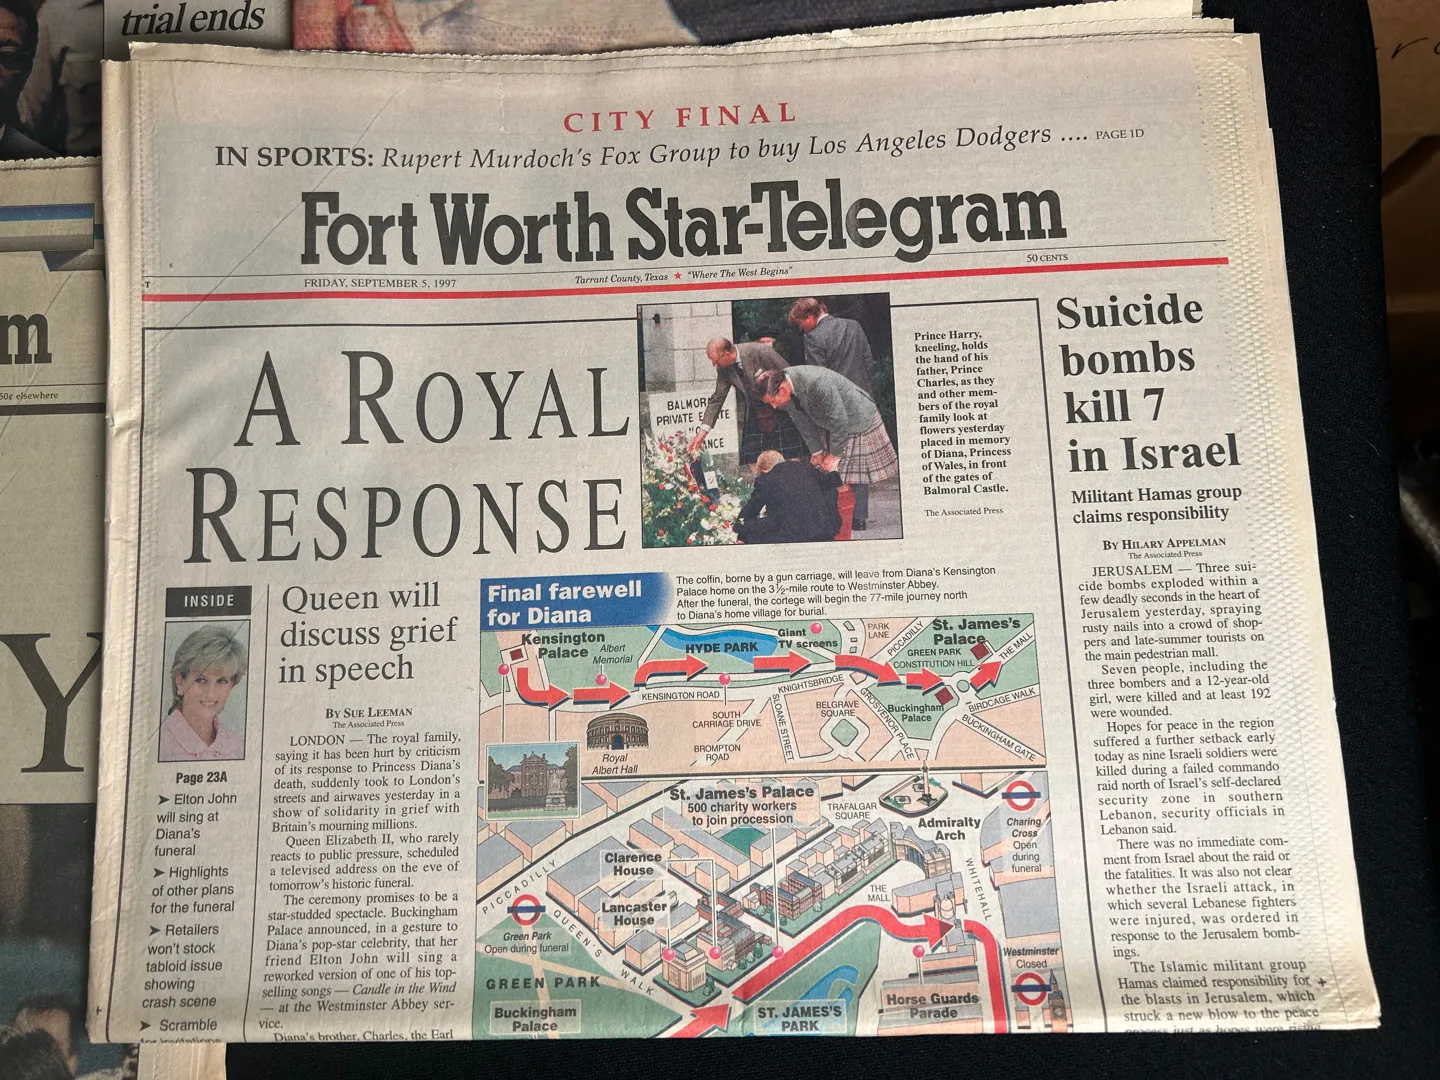 trial ends
m
50¢ elsewhere
Y
CITY FINAL
IN SPORTS: Rupert Murdoch's Fox Group to buy Los Angeles Dodgers .... PAGE 1D
Fort Worth Star-Telegram
T
FRIDAY, SEPTEMBER 5, 1997
Tarrant County, Texas ★ "Where The West Begins"
50 CENTS
A ROYAL
RESPONSE
BALMORA
PRIVATE
NCE
Prince Harry,
kneeling, holds
the hand of his
father, Prince
Charles, as they
and other mem-
bers of the royal
family look at
flowers yesterday
placed in memory
of Diana, Princess
of Wales, in front
of the gates of
Balmoral Castle.
The Associated Press
INSIDE
Page 23A
➤ Elton John
will sing at
Diana's
funeral
➤ Highlights
of other plans
for the funeral
➤ Retailers
won't stock
tabloid issue
showing
crash scene
➤ Scramble
for invitations
Queen will
discuss grief
in speech
BY SUE LEEMAN
The Associated Press
LONDON — The royal family,
saying it has been hurt by criticism
of its response to Princess Diana's
death, suddenly took to London's
streets and airwaves yesterday in a
show of solidarity in grief with
Britain's mourning millions.
Queen Elizabeth II, who rarely
reacts to public pressure, scheduled
a televised address on the eve of
tomorrow's historic funeral.
The ceremony promises to be a
star-studded spectacle. Buckingham
Palace announced, in a gesture to
Diana's pop-star celebrity, that her
friend Elton John will sing a
reworked version of one of his top-
selling songs — Candle in the Wind
— at the Westminster Abbey ser-
vice.
Diana's brother, Charles, the Earl
Final farewell
for Diana
The coffin, borne by a gun carriage, will leave from Diana's Kensington
Palace home on the 3½-mile route to Westminster Abbey.
After the funeral, the cortege will begin the 77-mile journey north
to Diana's home village for burial.
Kensington
Palace
Albert
Memorial
HYDE PARK
Giant
TV screens
PARK
LANE
PICCADILLY
St. James's
Palace
GREEN PARK
CONSTITUTION HILL
THE MALL
KENSINGTON ROAD
KNIGHTSBRIDGE
SOUTH
CARRIAGE DRIVE
SLOANE STREET
BELGRAVE
SQUARE
GROSVENOR PLACE
Buckingham
Palace
BIRDCAGE WALK
BUCKINGHAM GATE
BROMPTON
ROAD
Royal
Albert Hall
St. James's Palace
500 charity workers
to join procession
TRAFALGAR
SQUARE
Admiralty
Arch
Charing
Cross
Open
during
funeral
Clarence
House
PICCADILLY
Lancaster
House
THE
MALL
WHITEHALL
Green Park
Open during funeral
QUEEN'S WALK
GREEN PARK
Westminster
Closed
Buckingham
Palace
ST. JAMES'S
PARK
Horse Guards
Parade
Suicide
bombs
kill 7
in Israel
Militant Hamas group
claims responsibility
BY HILARY APPELMAN
The Associated Press
JERUSALEM — Three sui-
cide bombs exploded within a
few deadly seconds in the heart of
Jerusalem yesterday, spraying
rusty nails into a crowd of shop-
pers and late-summer tourists on
the main pedestrian mall.
Seven people, including the
three bombers and a 12-year-old
girl, were killed and at least 192
were wounded.
Hopes for peace in the region
suffered a further setback early
today as nine Israeli soldiers were
killed during a failed commando
raid north of Israel's self-declared
security zone in southern
Lebanon, security officials in
Lebanon said.
There was no immediate com-
ment from Israel about the raid or
the fatalities. It was also not clear
whether the Israeli attack, in
which several Lebanese fighters
were injured, was ordered in
response to the Jerusalem bomb-
ings.
The Islamic militant group
Hamas claimed responsibility for
the blasts in Jerusalem, which
struck a new blow to the peace
process just as hopes were rising